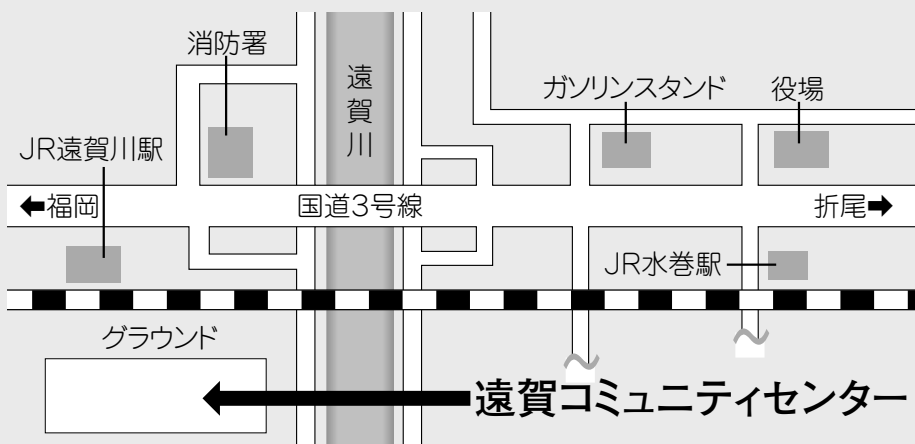 消防署
遠賀川
ガソリンスタンド
役場
JR遠賀川駅
福岡
国道3号線
折尾
JR水巻駅
グラウンド
遠賀コミュニティセンター